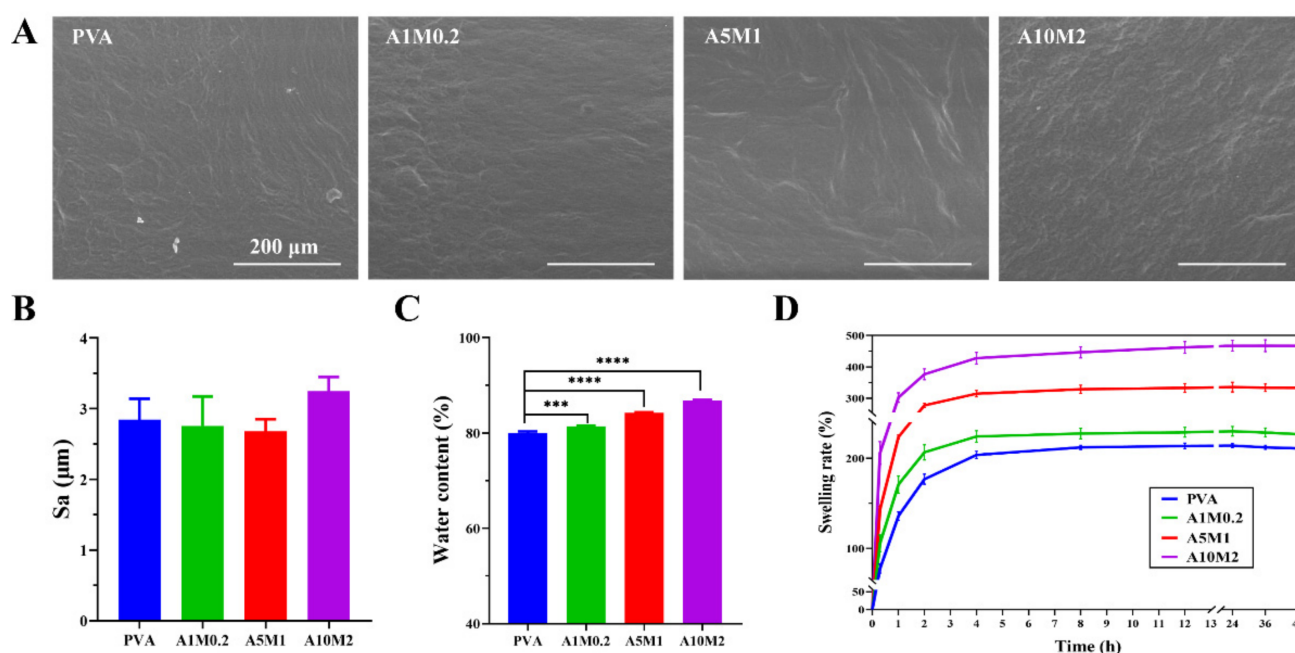 A
PVA
A1M0.2
A5M1
A10M2
200 μm
B
Sa (μm)
4
3
2
1
0
PVA
A1M0.2
A5M1
A10M2
C
Water content (%)
100
80
60
40
****
****
***
PVA
A1M0.2
A5M1
A10M2
D
Swelling rate (%)
500
400
300
200
100
50
0
PVA
A1M0.2
A5M1
A10M2
0 1 2 3 4 5 6 7 8 9 10 11 12 13 24 36
Time (h)